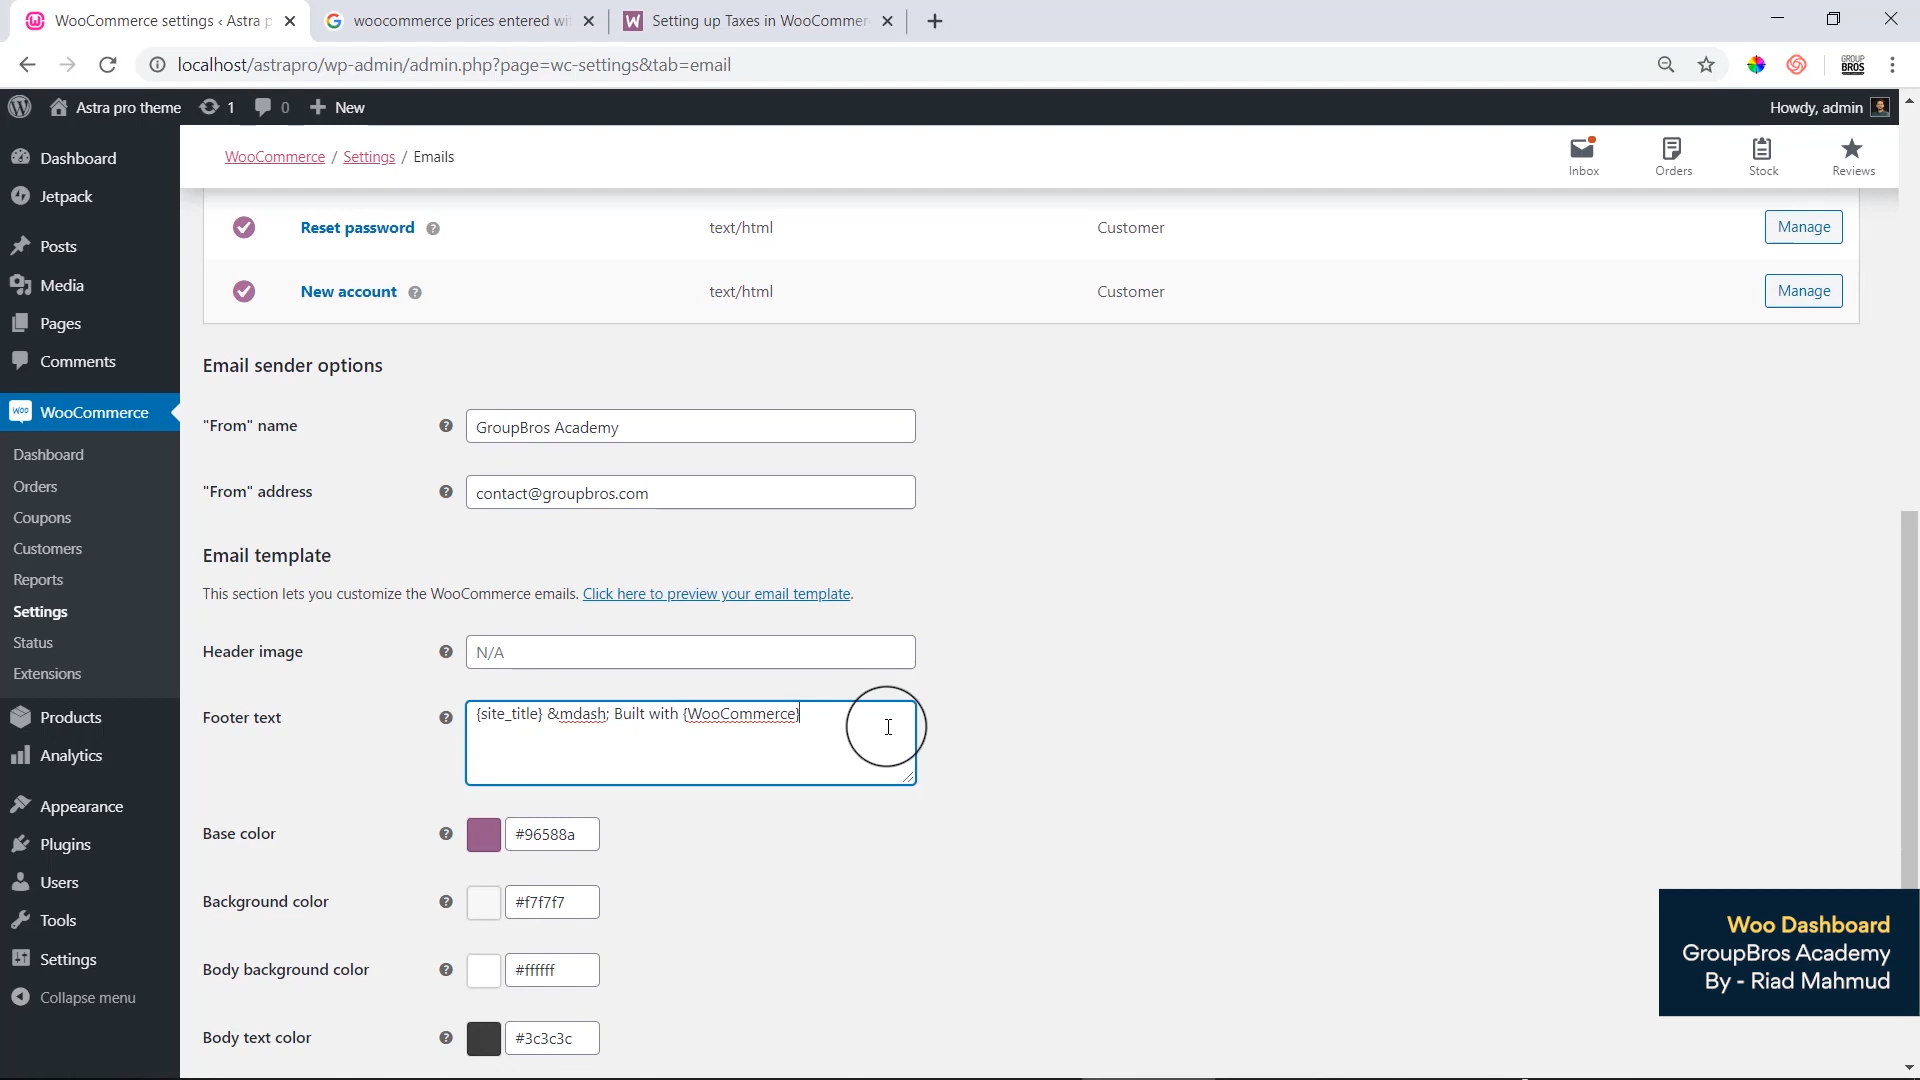 WooCommerce settings ‹ Astra p
woocommerce prices entered wi
Setting up Taxes in WooCommer
localhost/astrapro/wp-admin/admin.php?page=wc-settings&tab=email
GROUP
BROS
Astra pro theme
1
0
New
Howdy, admin
Dashboard
Jetpack
Posts
Media
Pages
Comments
Woo
WooCommerce
Dashboard
Orders
Coupons
Customers
Reports
Settings
Status
Extensions
Products
Analytics
Appearance
Plugins
Users
Tools
Settings
Collapse menu
WooCommerce / Settings / Emails
Inbox
Orders
Stock
Reviews
Reset password
text/html
Customer
Manage
New account
text/html
Customer
Manage
Email sender options
"From" name
GroupBros Academy
"From" address
contact@groupbros.com
Email template
This section lets you customize the WooCommerce emails. Click here to preview your email template.
Header image
N/A
Footer text
{site_title} &mdash; Built with {WooCommerce}
Base color
#96588a
Background color
#f7f7f7
Body background color
#ffffff
Body text color
#3c3c3c
Woo Dashboard
GroupBros Academy
By - Riad Mahmud